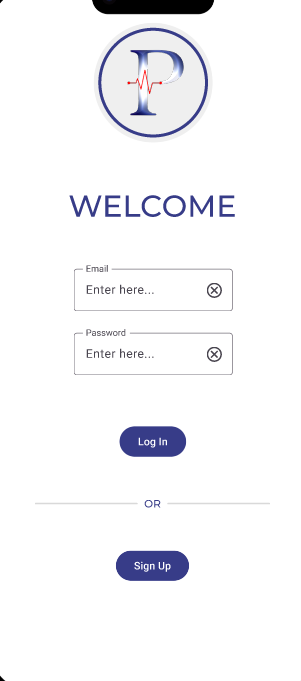 P
WELCOME
Email
Enter here...
Password
Enter here...
Log In
OR
Sign Up